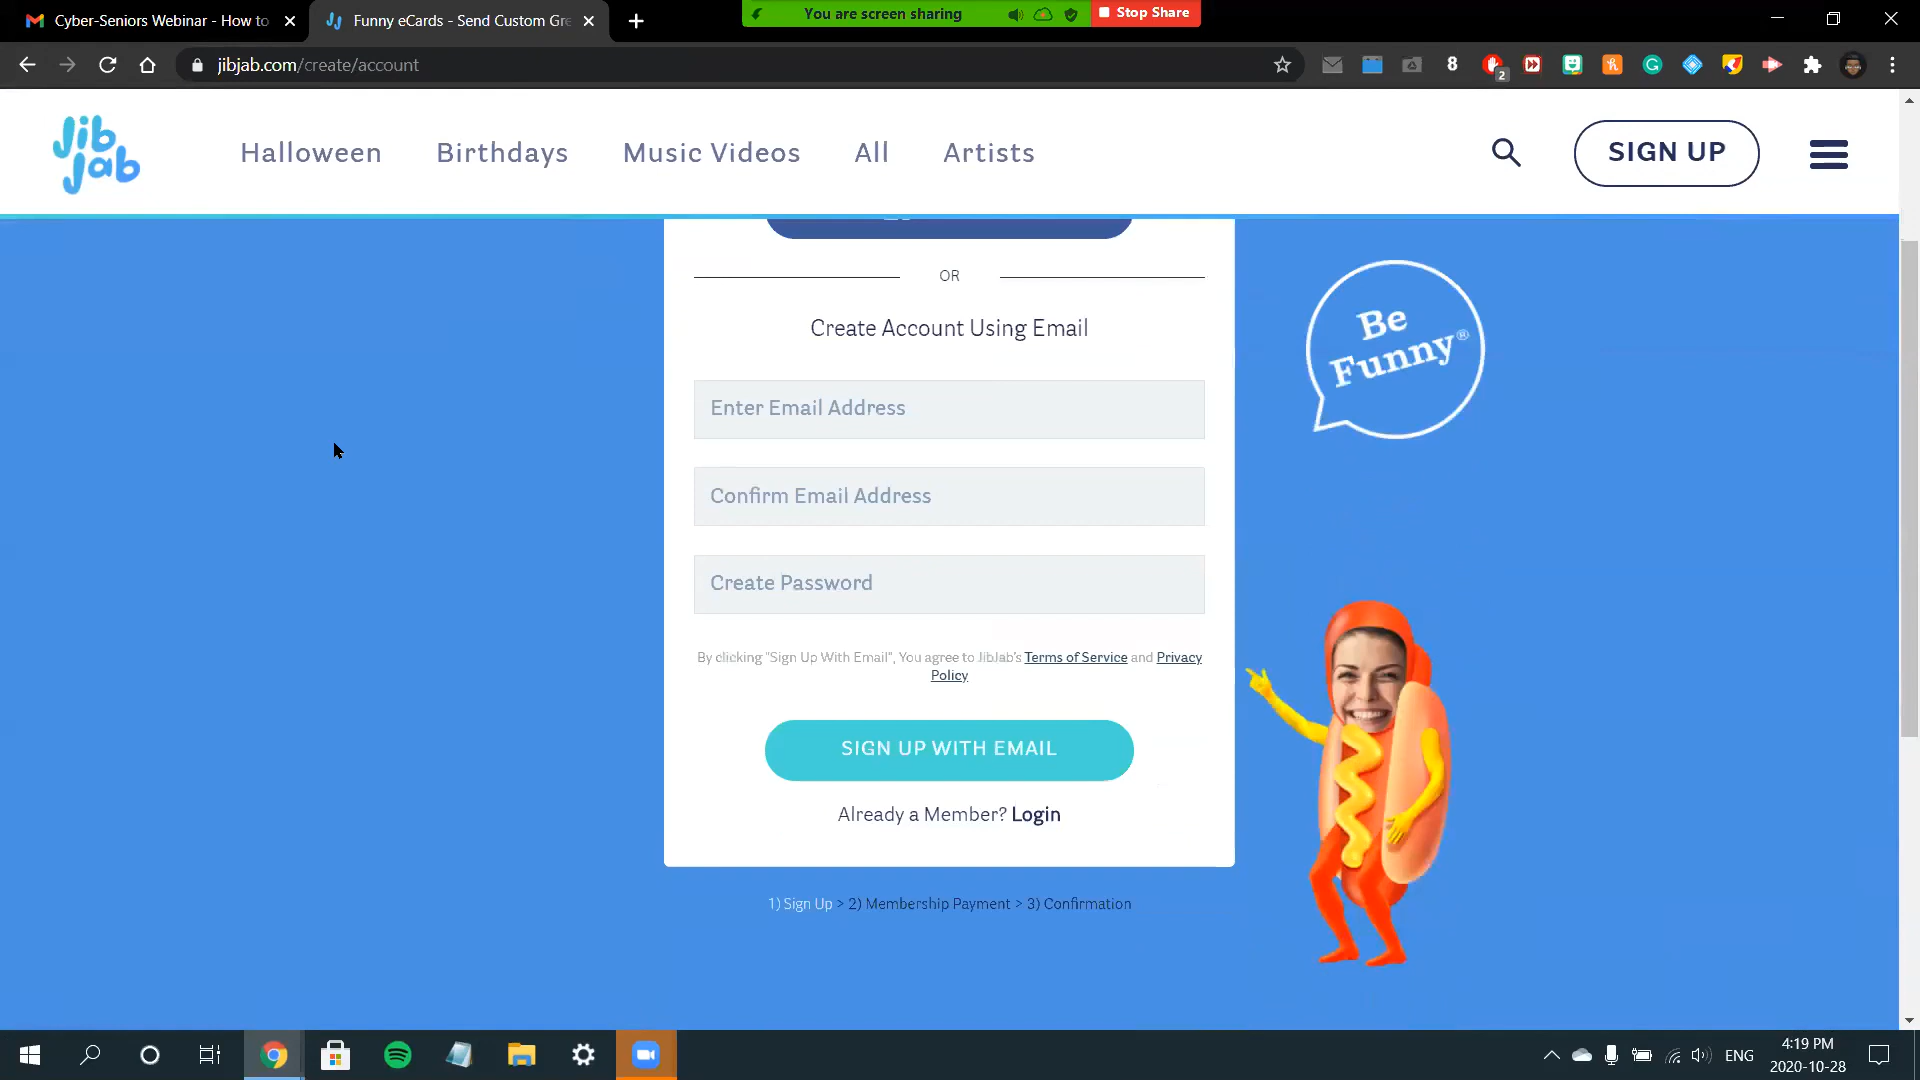 Cyber-Seniors Webinar - How to
Funny eCards - Send Custom Gre
You are screen sharing
Stop Share
jibjab.com/create/account
8
2
Jib
Jab
Halloween
Birthdays
Music Videos
All
Artists
SIGN UP
OR
Create Account Using Email
Enter Email Address
Confirm Email Address
Create Password
By clicking "Sign Up With Email", You agree to JibJab's Terms of Service and Privacy
Policy
SIGN UP WITH EMAIL
Already a Member? Login
1) Sign Up > 2) Membership Payment > 3) Confirmation
Be
Funny®
ENG
4:19 PM
2020-10-28